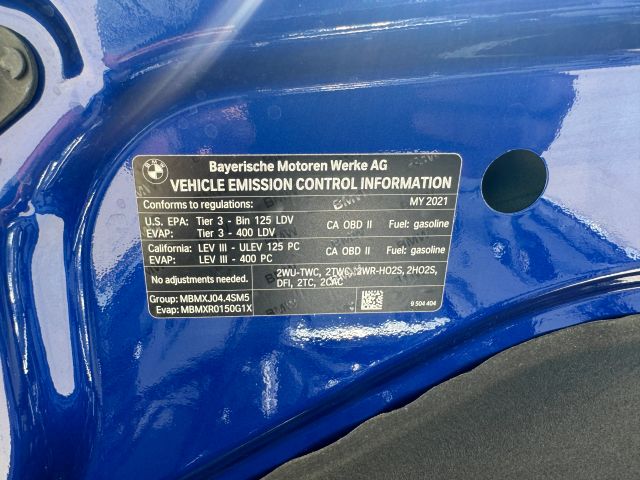 BMW
Bayerische Motoren Werke AG
VEHICLE EMISSION CONTROL INFORMATION
Conforms to regulations: MY 2021
U.S. EPA: Tier 3 - Bin 125 LDV CA OBD II Fuel: gasoline
EVAP: Tier 3 - 400 LDV
California: LEV III - ULEV 125 PC CA OBD II Fuel: gasoline
EVAP: LEV III - 400 PC
No adjustments needed. 2WU-TWC, 2TWC, 2WR-HO2S, 2HO2S,
DFI, 2TC, 2CAC
Group: MBMXJ04.4SM5
Evap: MBMXR0150G1X 9 504 404